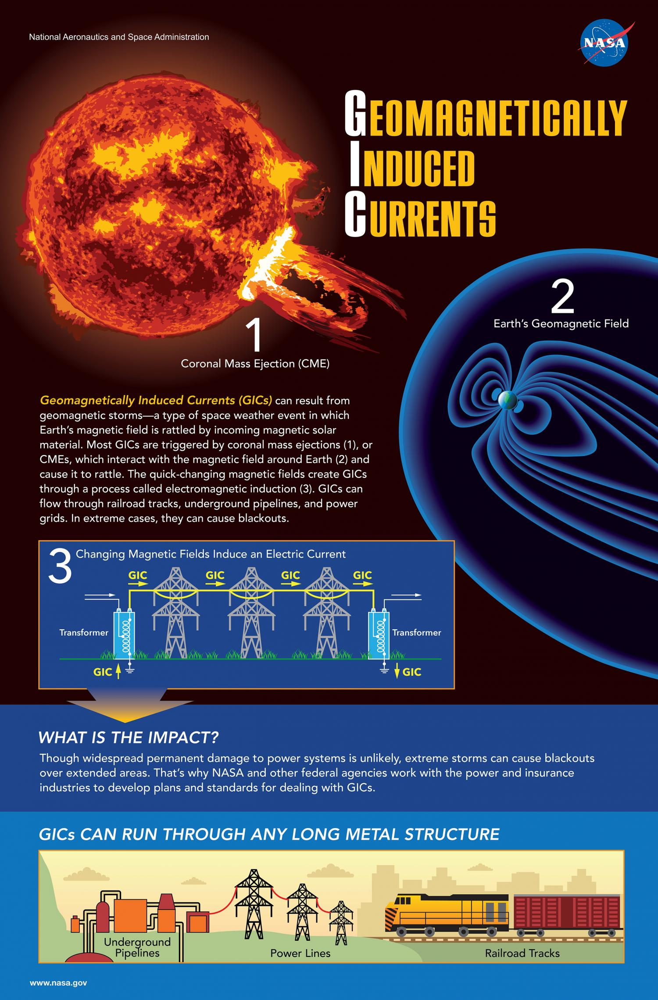 National Aeronautics and Space Administration
NASA
GEOMAGNETICALLY
INDUCED
CURRENTS
1
Coronal Mass Ejection (CME)
2
Earth's Geomagnetic Field
Geomagnetically Induced Currents (GICs) can result from
geomagnetic storms—a type of space weather event in which
Earth's magnetic field is rattled by incoming magnetic solar
material. Most GICs are triggered by coronal mass ejections (1), or
CMEs, which interact with the magnetic field around Earth (2) and
cause it to rattle. The quick-changing magnetic fields create GICs
through a process called electromagnetic induction (3). GICs can
flow through railroad tracks, underground pipelines, and power
grids. In extreme cases, they can cause blackouts.
3 Changing Magnetic Fields Induce an Electric Current
GIC GIC GIC GIC
Transformer Transformer
GIC GIC
WHAT IS THE IMPACT?
Though widespread permanent damage to power systems is unlikely, extreme storms can cause blackouts
over extended areas. That's why NASA and other federal agencies work with the power and insurance
industries to develop plans and standards for dealing with GICs.
GICs CAN RUN THROUGH ANY LONG METAL STRUCTURE
Underground
Pipelines
Power Lines
Railroad Tracks
www.nasa.gov